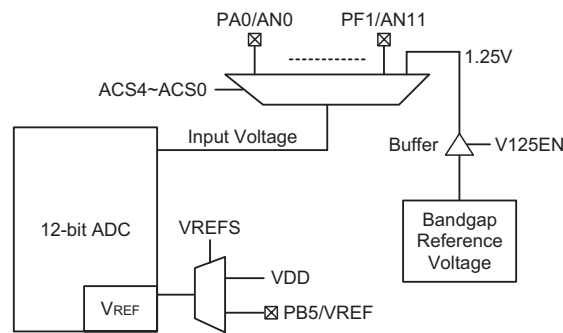 PA0/AN0
PF1/AN11
1.25V
ACS4~ACS0
Input Voltage
Buffer
V125EN
12-bit ADC
Bandgap
Reference
Voltage
VREFS
VDD
VREF
PB5/VREF